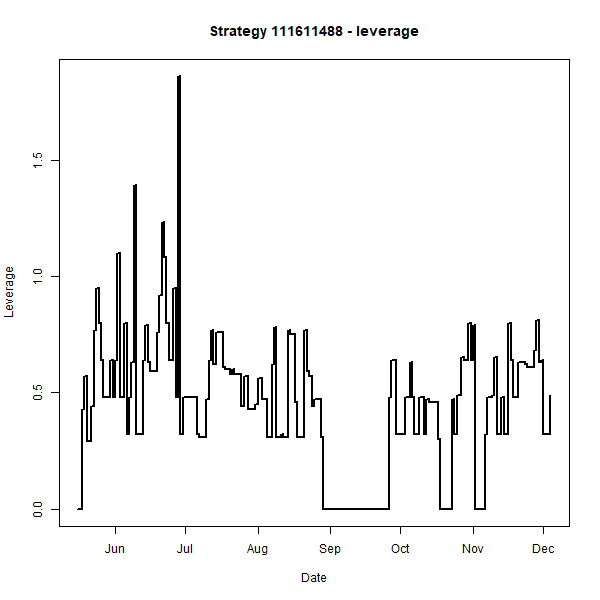 Strategy 111611488 - leverage
Leverage
1.5
1.0
0.5
0.0
Jun Jul Aug Sep Oct Nov Dec
Date